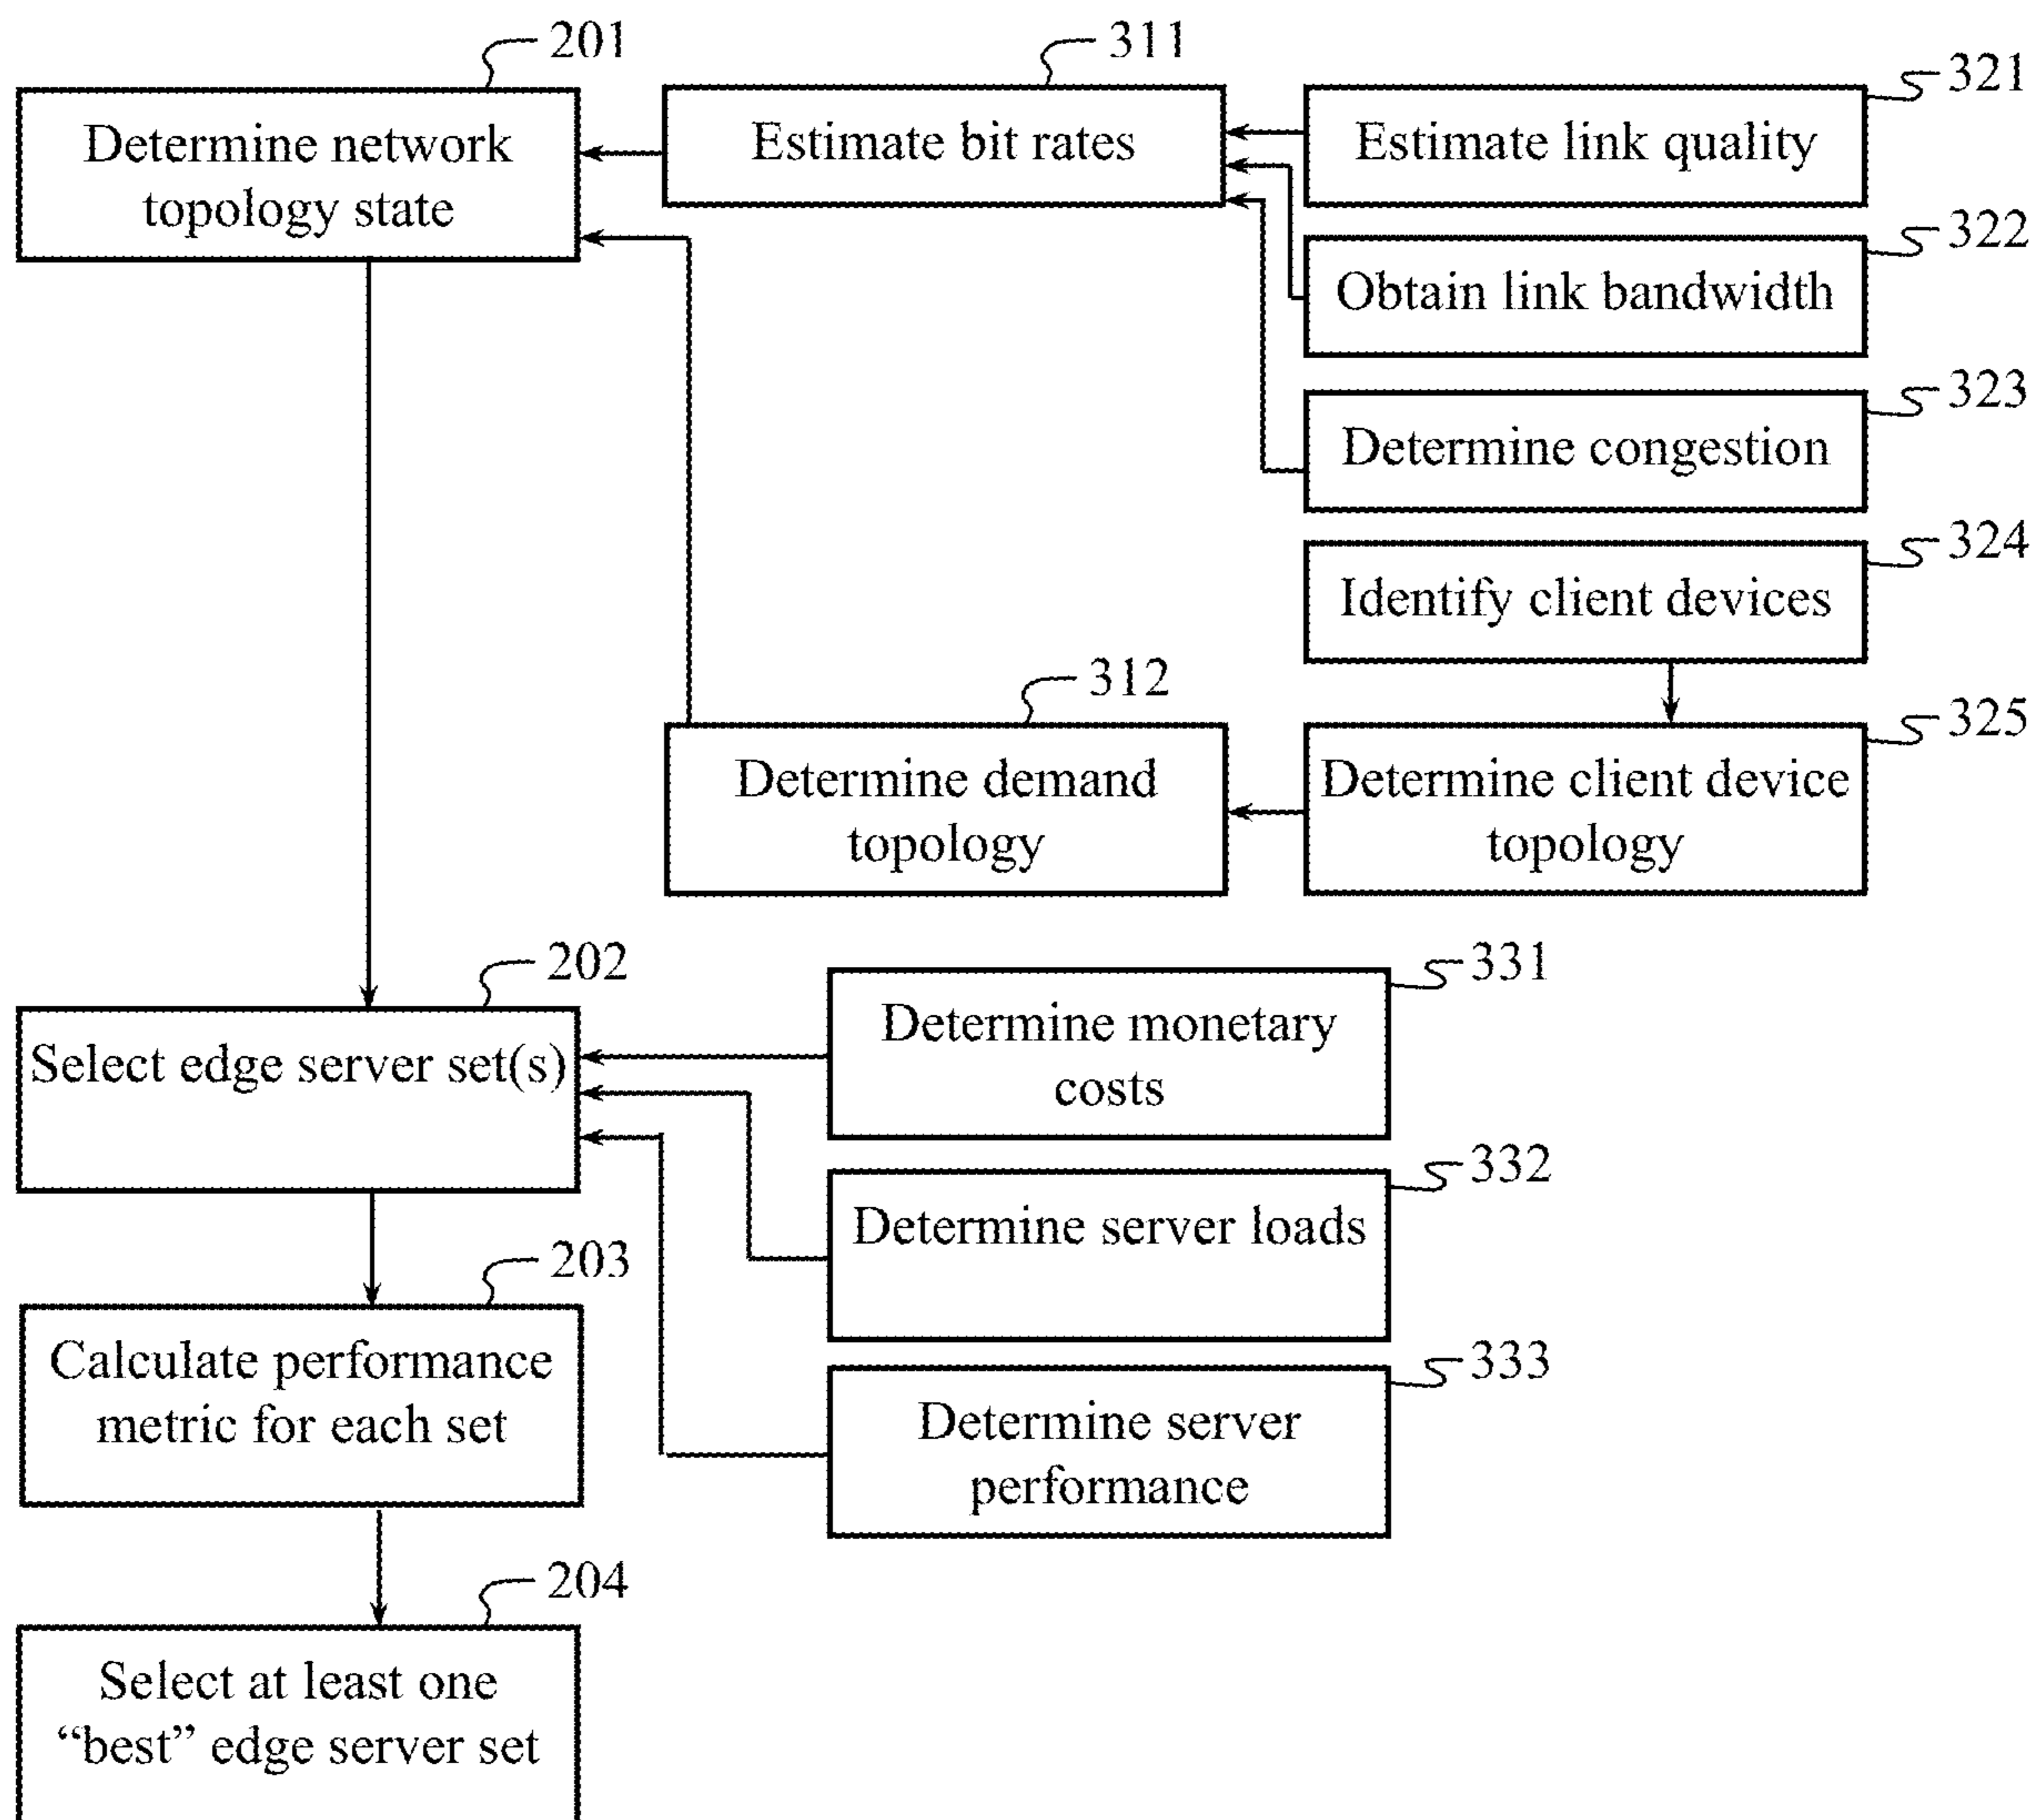 201
Determine network
topology state
311
Estimate bit rates
321
Estimate link quality
322
Obtain link bandwidth
323
Determine congestion
324
Identify client devices
312
Determine demand
topology
325
Determine client device
topology
202
Select edge server set(s)
331
Determine monetary
costs
332
Determine server loads
203
Calculate performance
metric for each set
333
Determine server
performance
204
Select at least one
“best” edge server set